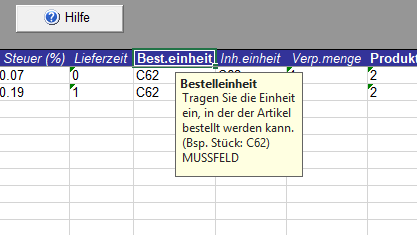 Hilfe
Steuer (%) Lieferzeit Best.einheit Inh.einheit Verp.menge Produkt
0.07 0 C62 2
0.19 1 C62 2
Bestelleinheit
Tragen Sie die Einheit
ein, in der der Artikel
bestellt werden kann.
(Bsp. Stück: C62)
MUSSFELD